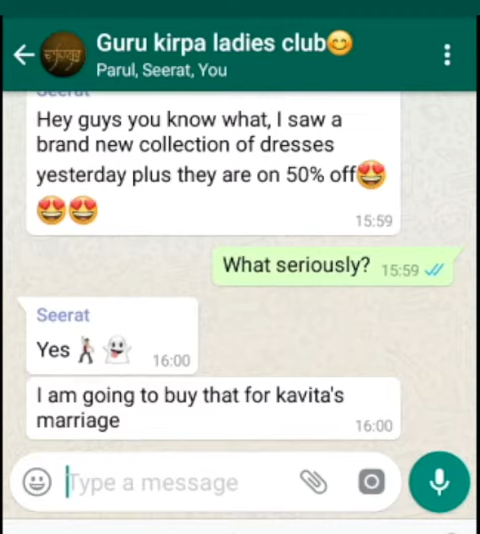 Guru kirpa ladies club😊
Parul, Seerat, You
Seerat
Hey guys you know what, I saw a
brand new collection of dresses
yesterday plus they are on 50% off😍
😍😍
15:59
What seriously? 15:59
Seerat
Yes 🕺👻 16:00
I am going to buy that for kavita's
marriage
16:00
Type a message